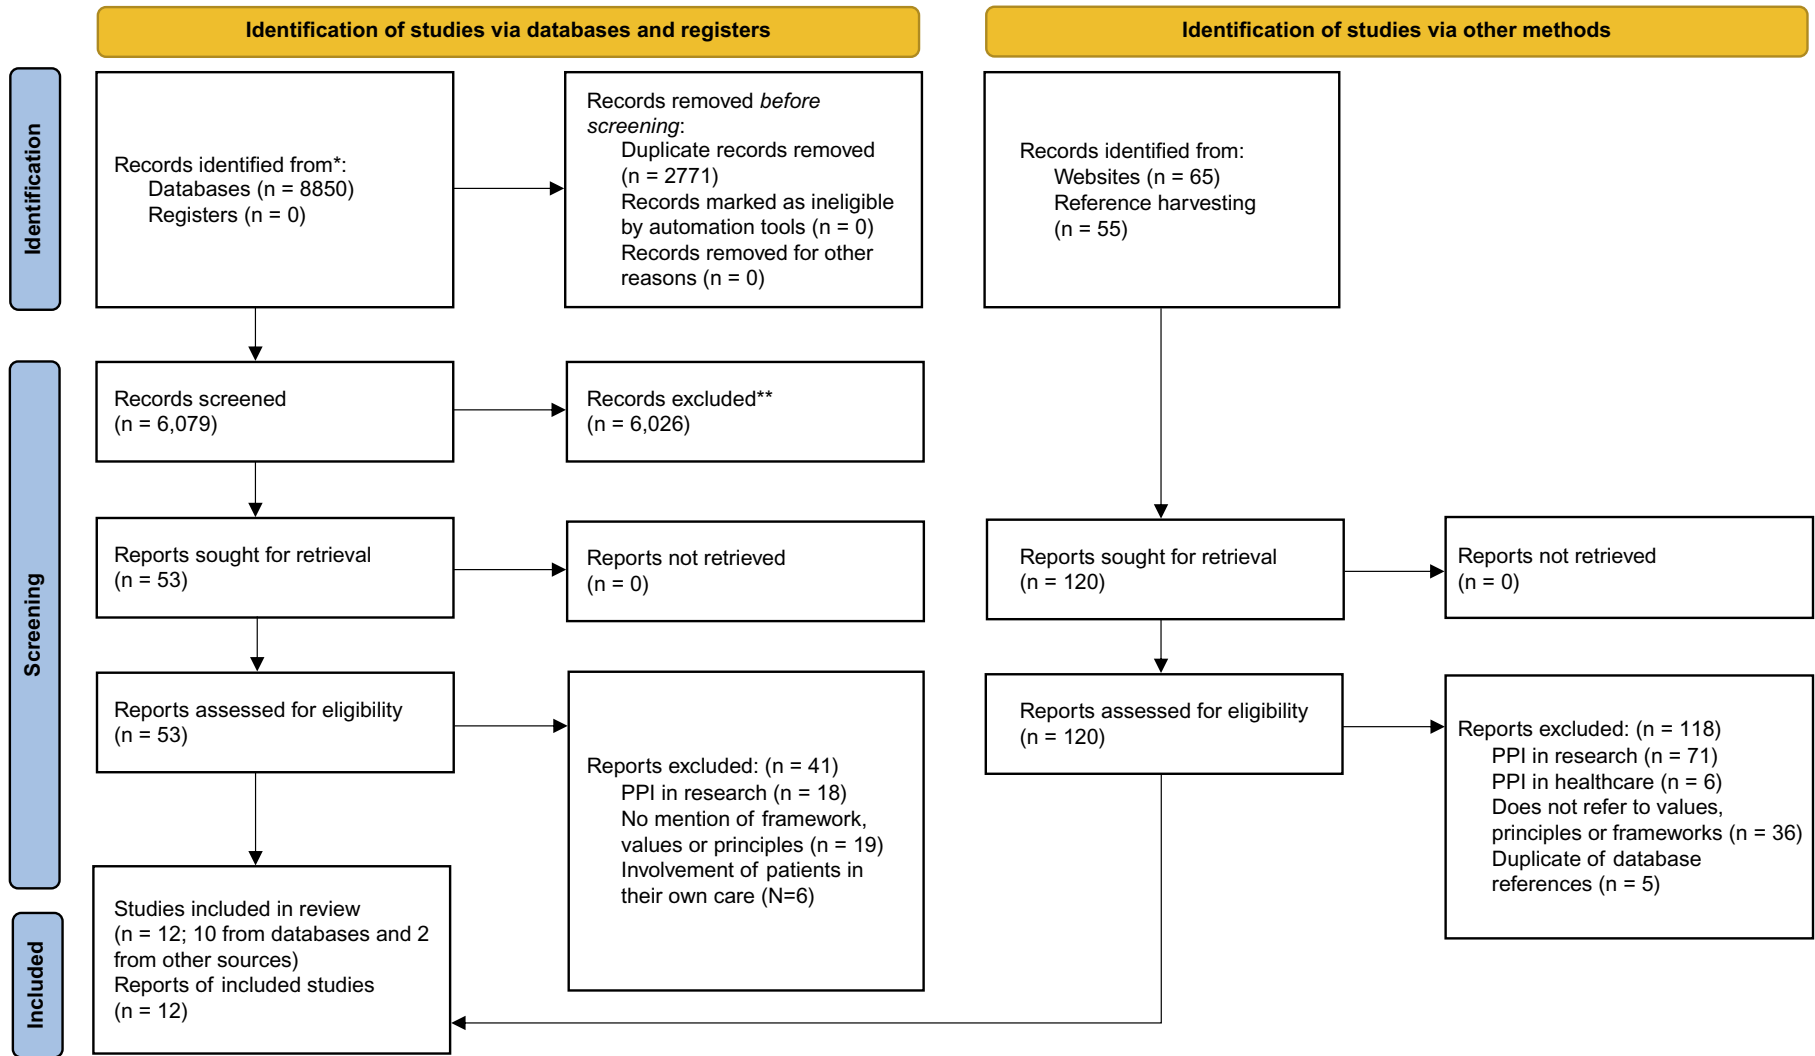 Identification of studies via databases and registers
Identification of studies via other methods
Identification
Records identified from*:
Databases (n = 8850)
Registers (n = 0)
Records removed before
screening:
Duplicate records removed
(n = 2771)
Records marked as ineligible
by automation tools (n = 0)
Records removed for other
reasons (n = 0)
Records identified from:
Websites (n = 65)
Reference harvesting
(n = 55)
Screening
Records screened
(n = 6,079)
Records excluded**
(n = 6,026)
Reports sought for retrieval
(n = 53)
Reports not retrieved
(n = 0)
Reports sought for retrieval
(n = 120)
Reports not retrieved
(n = 0)
Reports assessed for eligibility
(n = 53)
Reports excluded: (n = 41)
PPI in research (n = 18)
No mention of framework,
values or principles (n = 19)
Involvement of patients in
their own care (N=6)
Reports assessed for eligibility
(n = 120)
Reports excluded: (n = 118)
PPI in research (n = 71)
PPI in healthcare (n = 6)
Does not refer to values,
principles or frameworks (n = 36)
Duplicate of database
references (n = 5)
Included
Studies included in review
(n = 12; 10 from databases and 2
from other sources)
Reports of included studies
(n = 12)